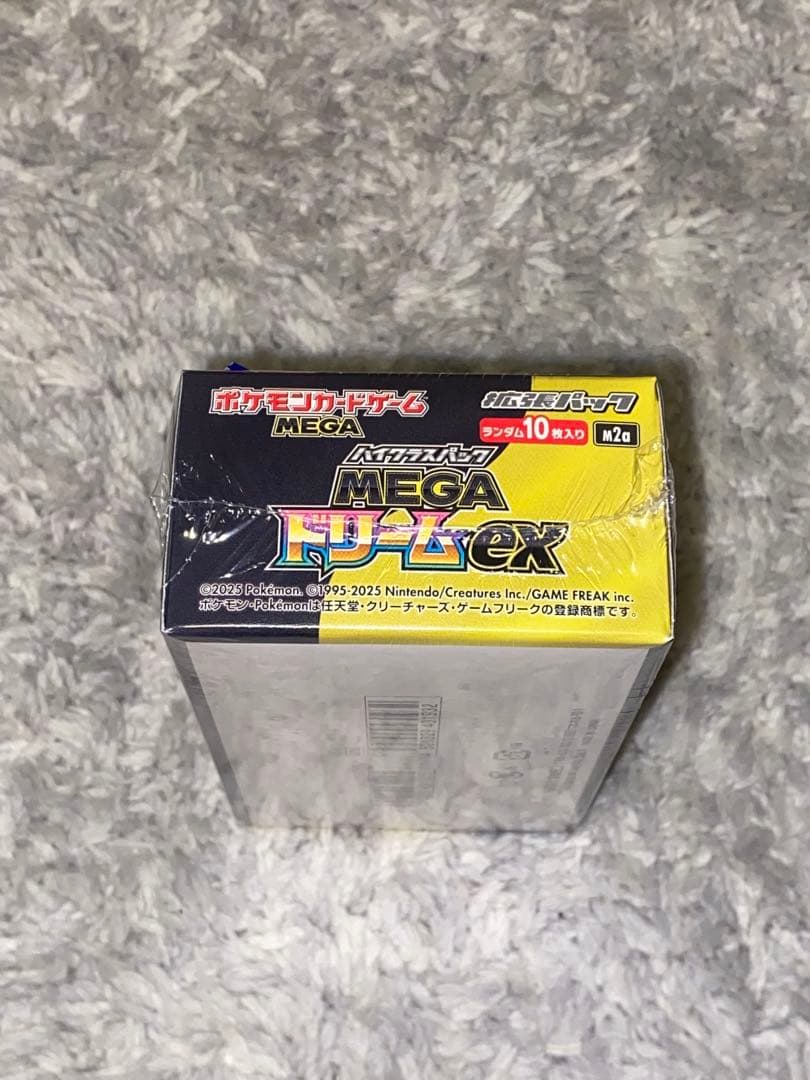 ポケモンカードゲーム
MEGA
拡張パック
ランダム10枚入り
M2a
ハイクラスパック
MEGA
ドリームex
©2025 Pokémon. ©1995-2025 Nintendo/Creatures Inc./GAME FREAK inc.
ポケモン・Pokémonは任天堂・クリーチャーズ・ゲームフリークの登録商標です。